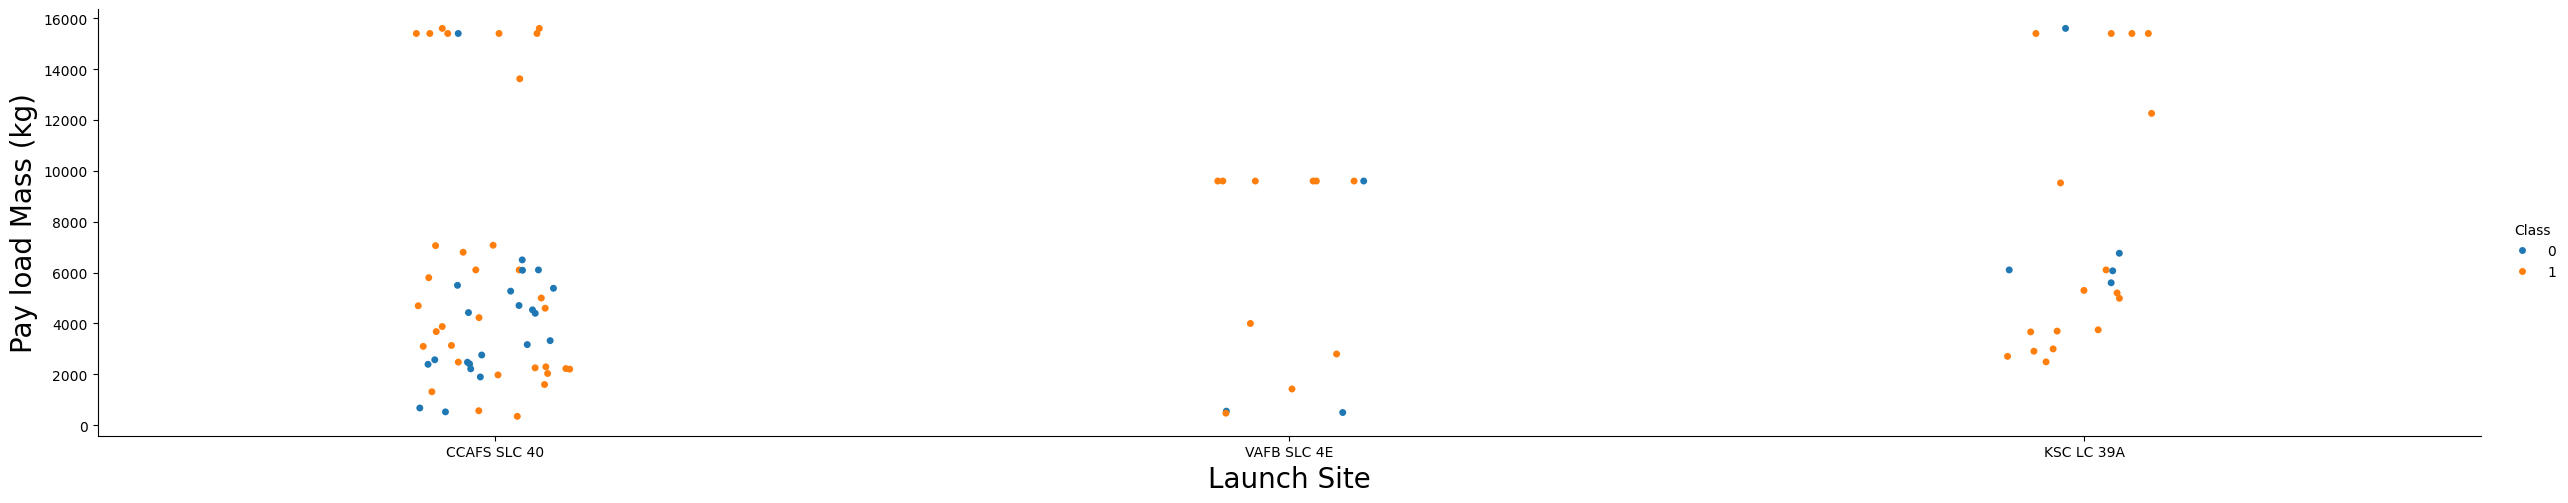 16000
14000
12000
10000
8000
6000
4000
2000
0
Pay load Mass (kg)
CCAFS SLC 40
VAFB SLC 4E
KSC LC 39A
Launch Site
Class
0
1